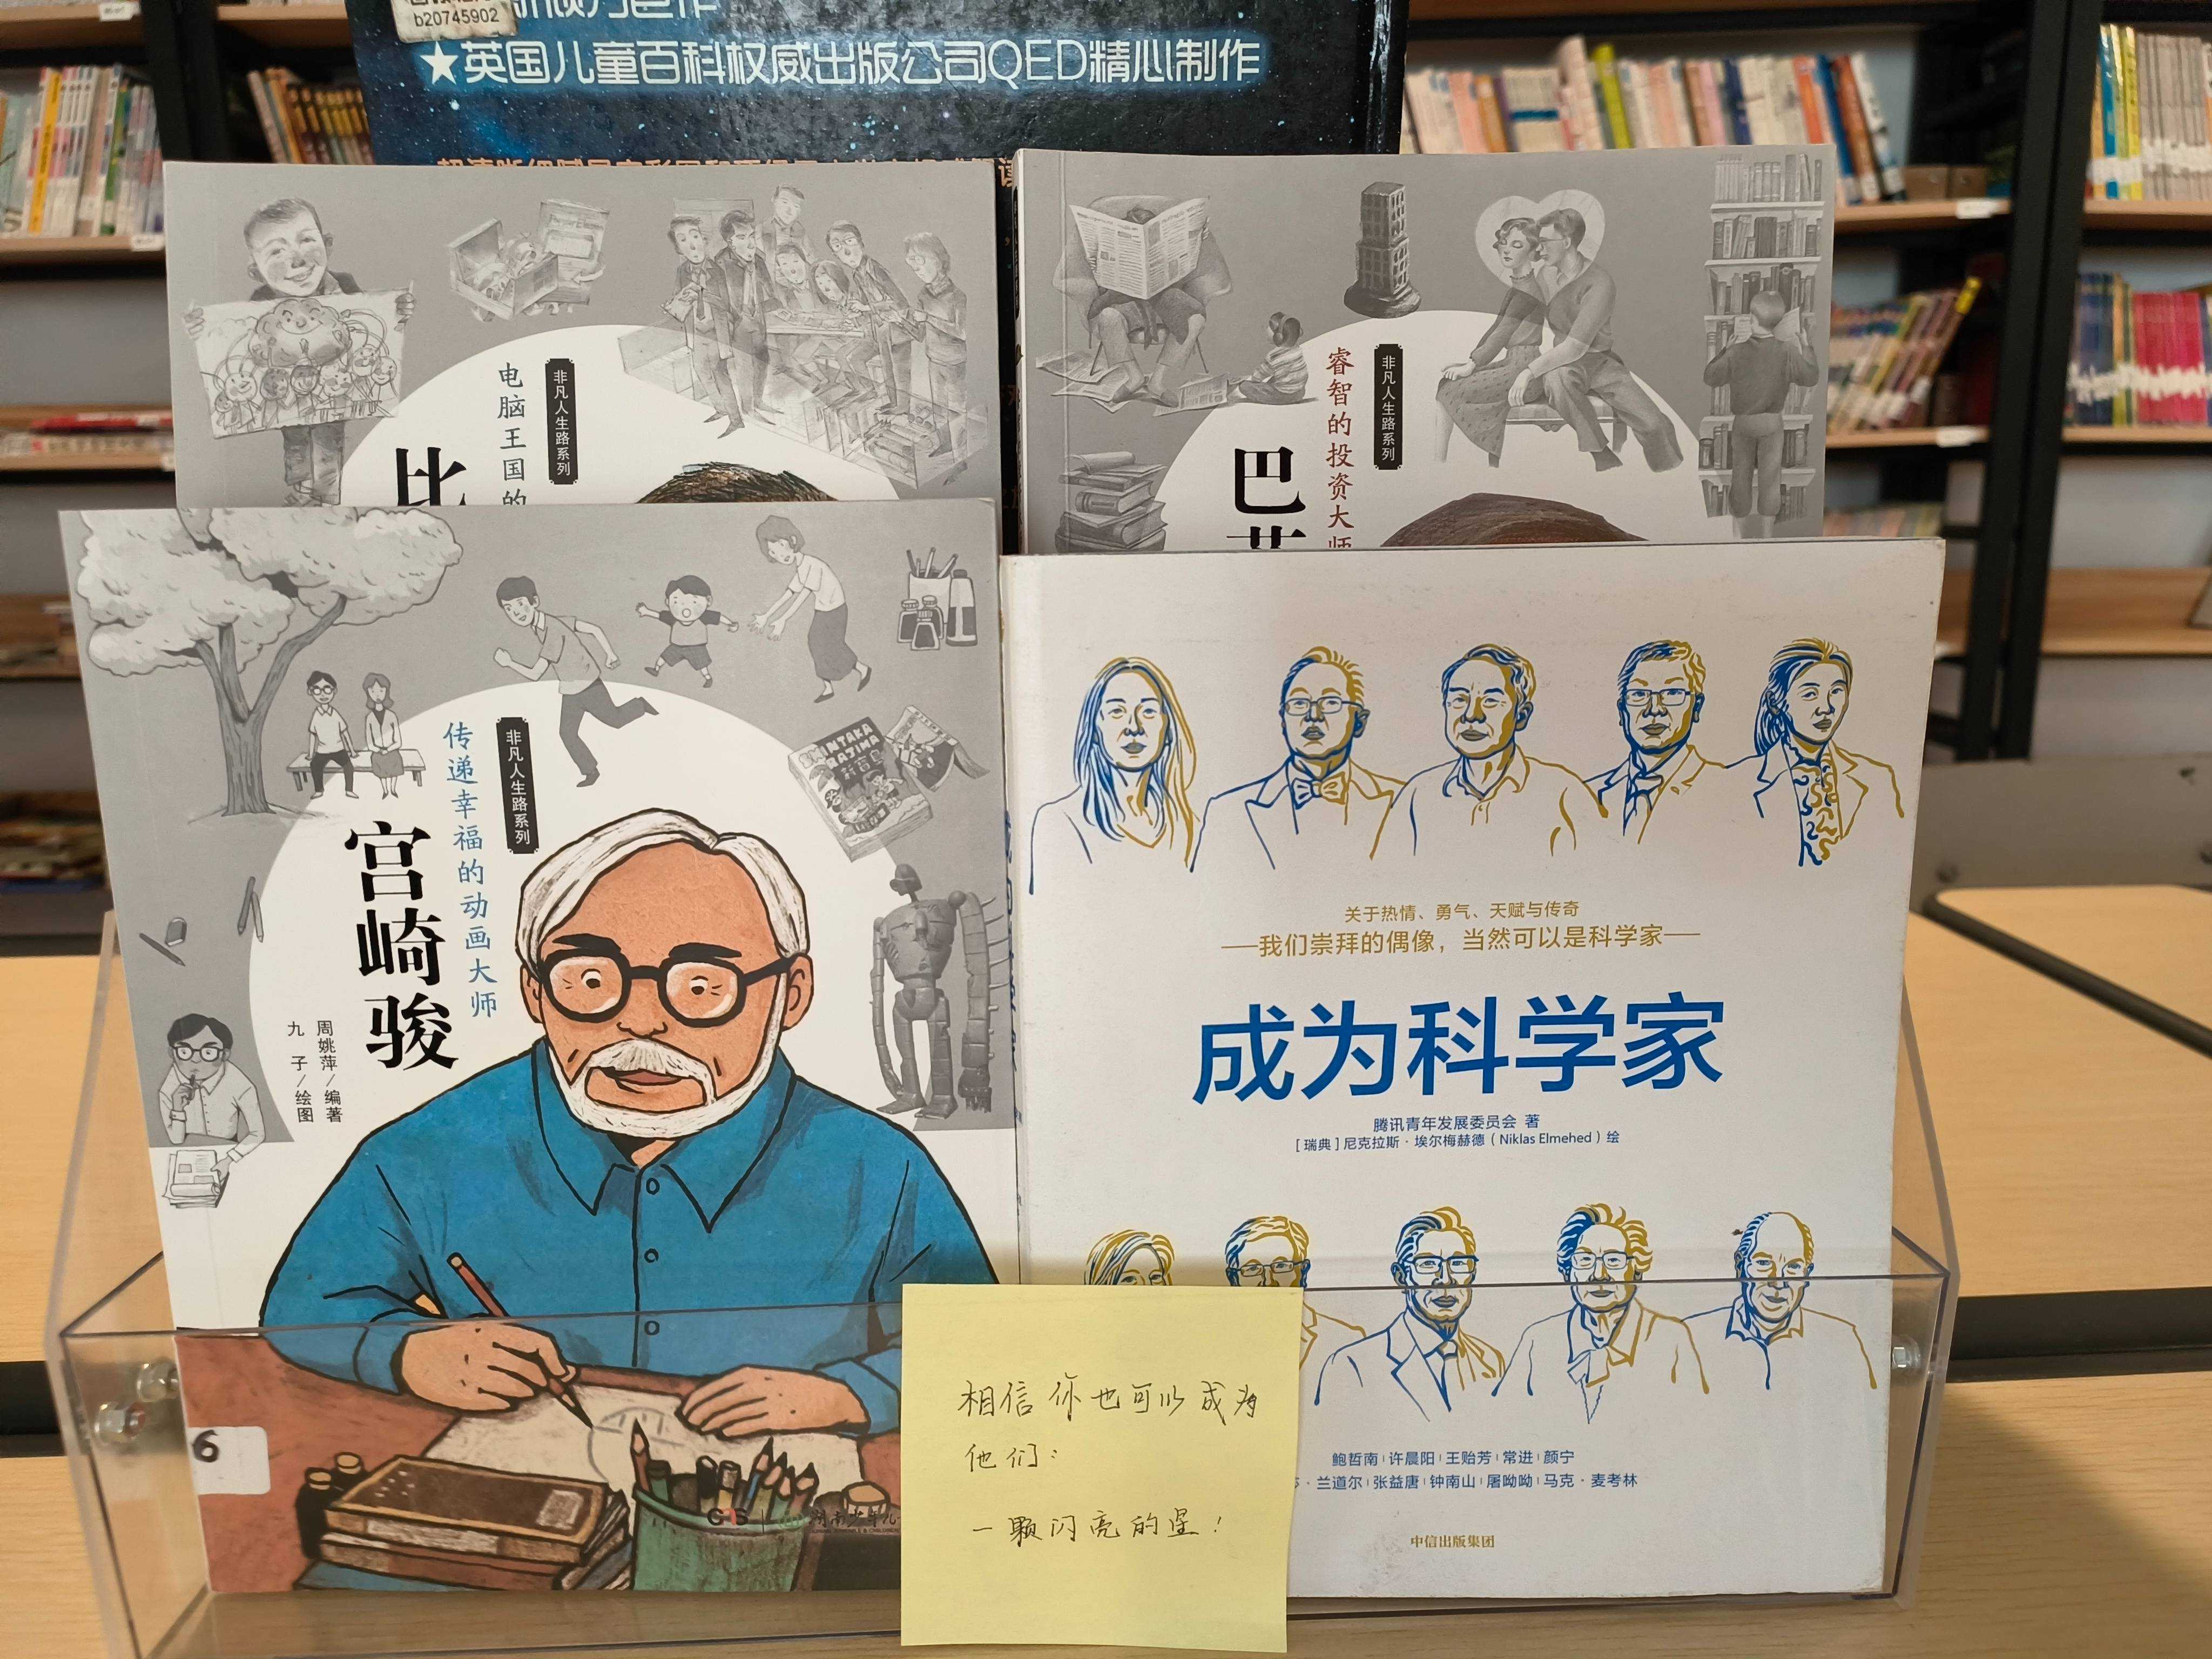 b20745902
★英国儿童百科权威出版公司QED精心制作
电脑王国的
非凡人生路系列
比
睿智的投资大师
非凡人生路系列
巴
传递幸福的动画大师
非凡人生路系列
宫崎骏
周姚萍/编著
九子/绘图
SHINTAKA
RAJIMA
6
关于热情、勇气、天赋与传奇
——我们崇拜的偶像，当然可以是科学家——
成为科学家
腾讯青年发展委员会 著
［瑞典］尼克拉斯·埃尔梅赫德（Niklas Elmehed）绘
鲍哲南|许晨阳|王贻芳|常进|颜宁
·兰道尔|张益唐|钟南山|屠呦呦|马克·麦考林
中信出版集团
湖南少年儿
相信你也可以成为
他们：
一颗闪亮的星！